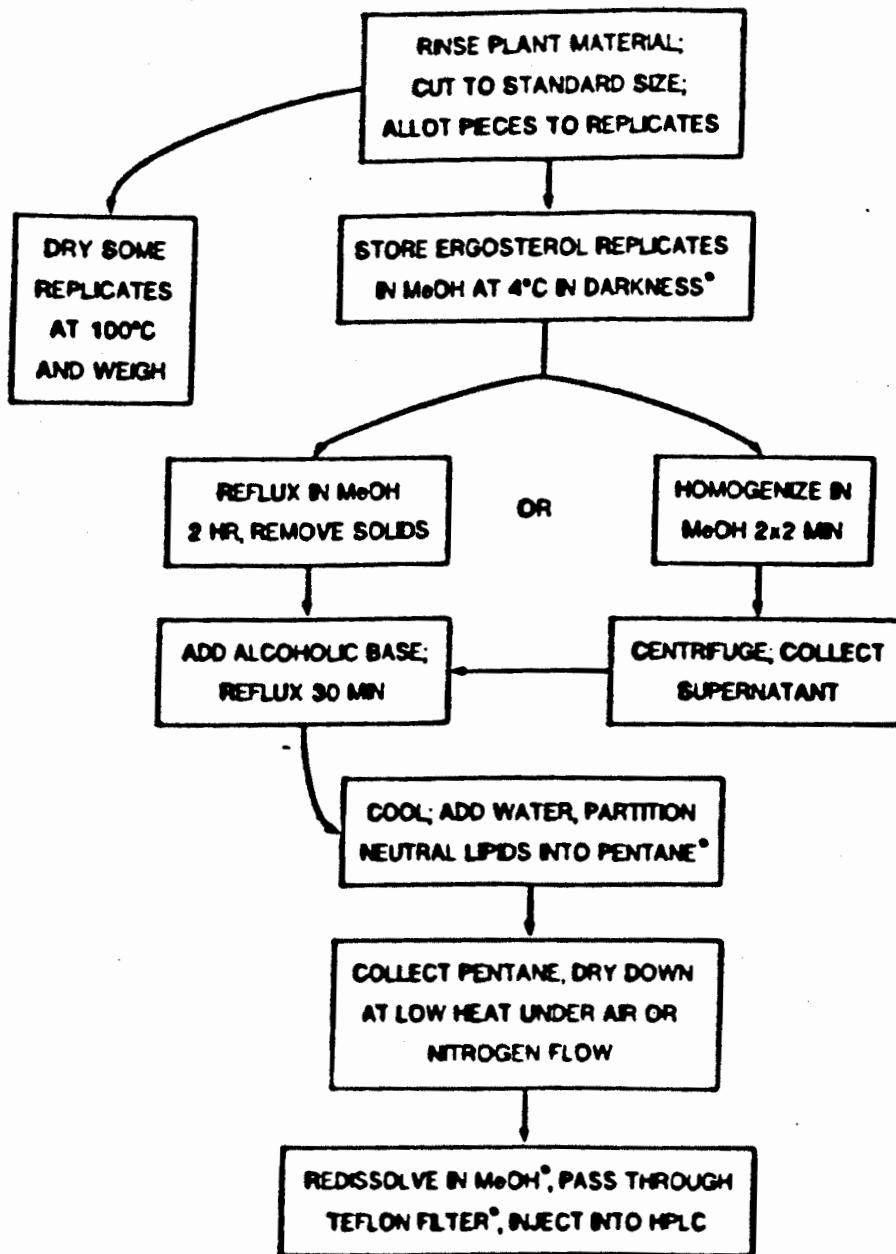 RINSE PLANT MATERIAL;
CUT TO STANDARD SIZE;
ALLOT PIECES TO REPLICATES
DRY SOME
REPLICATES
AT 100°C
AND WEIGH
STORE ERGOSTEROL REPLICATES
IN MeOH AT 4°C IN DARKNESS*
REFLUX IN MeOH
2 HR, REMOVE SOLIDS
OR
HOMOGENIZE IN
MeOH 2x2 MIN
ADD ALCOHOLIC BASE;
REFLUX 30 MIN
CENTRIFUGE; COLLECT
SUPERNATANT
COOL; ADD WATER, PARTITION
NEUTRAL LIPIDS INTO PENTANE*
COLLECT PENTANE, DRY DOWN
AT LOW HEAT UNDER AIR OR
NITROGEN FLOW
REDISSOLVE IN MeOH*, PASS THROUGH
TEFLON FILTER*, INJECT INTO HPLC